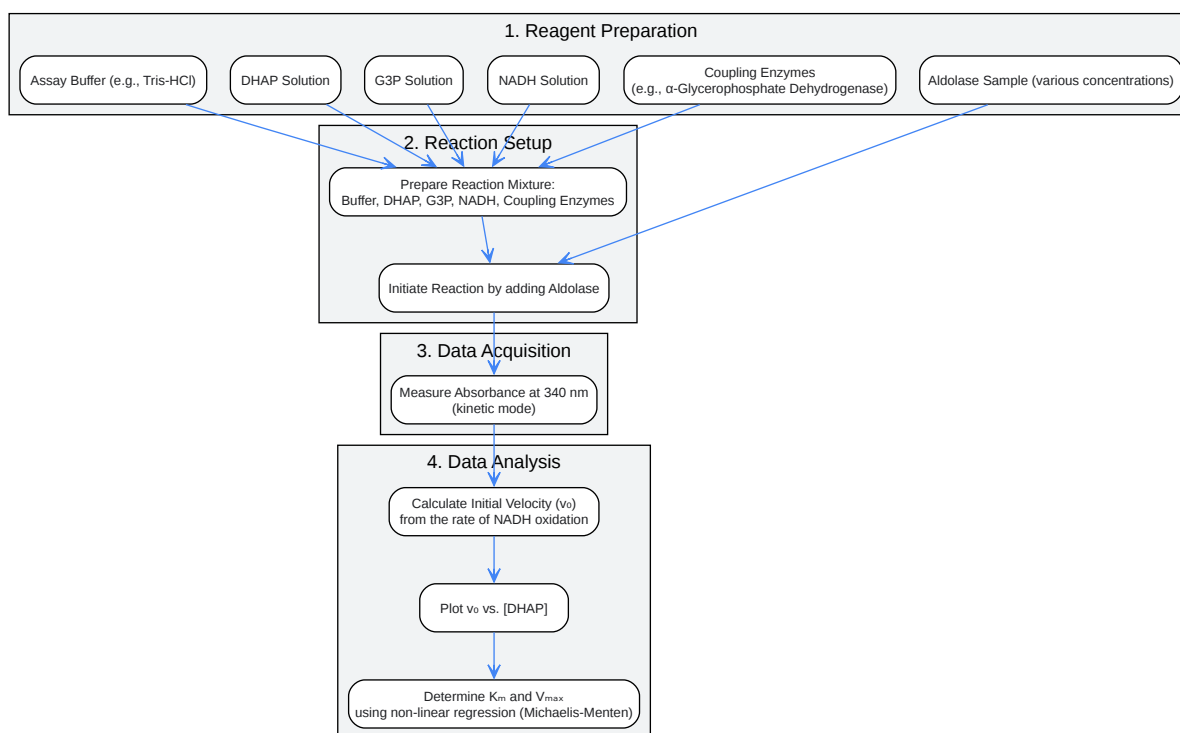 1. Reagent Preparation
Assay Buffer (e.g., Tris-HCl)
DHAP Solution
G3P Solution
NADH Solution
Coupling Enzymes
(e.g., α-Glycerophosphate Dehydrogenase)
Aldolase Sample (various concentrations)
2. Reaction Setup
Prepare Reaction Mixture:
Buffer, DHAP, G3P, NADH, Coupling Enzymes
Initiate Reaction by adding Aldolase
3. Data Acquisition
Measure Absorbance at 340 nm
(kinetic mode)
4. Data Analysis
Calculate Initial Velocity (v₀)
from the rate of NADH oxidation
Plot v₀ vs. [DHAP]
Determine Kₘ and Vₘₐₓ
using non-linear regression (Michaelis-Menten)